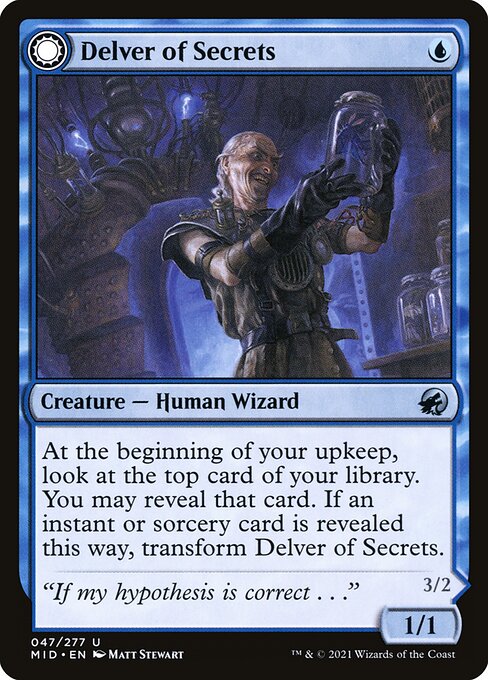 Delver of Secrets
Creature — Human Wizard
At the beginning of your upkeep,
look at the top card of your library.
You may reveal that card. If an
instant or sorcery card is revealed
this way, transform Delver of Secrets.
“If my hypothesis is correct . . .”
3/2
1/1
047/277 U
MID • EN Matt Stewart
™ & © 2021 Wizards of the Coast